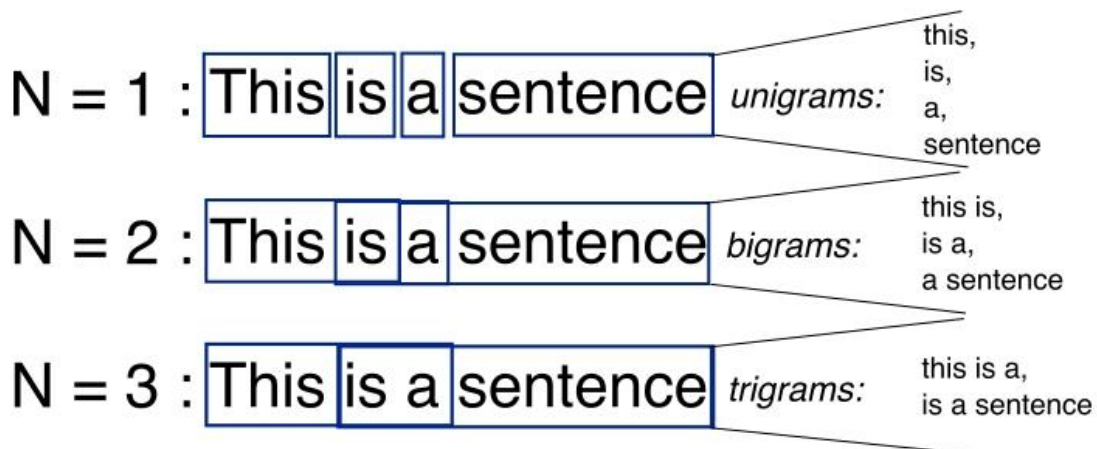 N = 1 : This is a sentence unigrams:
this,
is,
a,
sentence
N = 2 : This is a sentence bigrams:
this is,
is a,
a sentence
N = 3 : This is a sentence trigrams:
this is a,
is a sentence